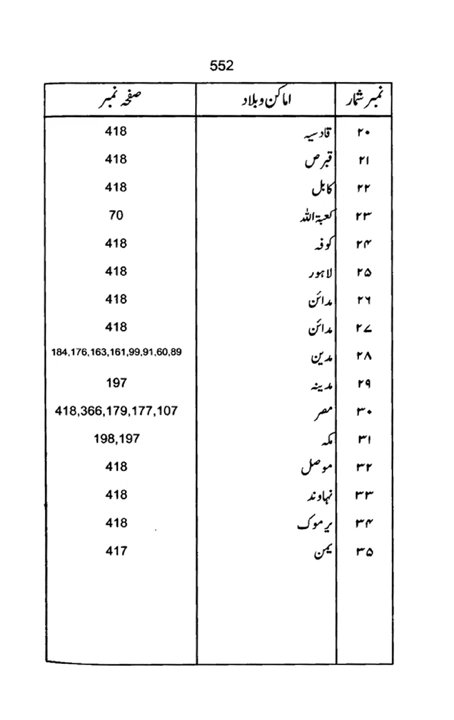 552
نمبر شمار اماکن و بلاد صفحہ نمبر
۲۰ قادسیہ 418
۲۱ قبرص 418
۲۲ کابل 418
۲۳ کعبۃ اللہ 70
۲۴ کوفہ 418
۲۵ لاہور 418
۲۶ مدائن 418
۲۷ مدائن 418
۲۸ مدین 184,176,163,161,99,91,60,89
۲۹ مدینہ 197
۳۰ مصر 418,366,179,177,107
۳۱ مکہ 198,197
۳۲ موصل 418
۳۳ نہاوند 418
۳۴ یرموک 418
۳۵ یمن 417